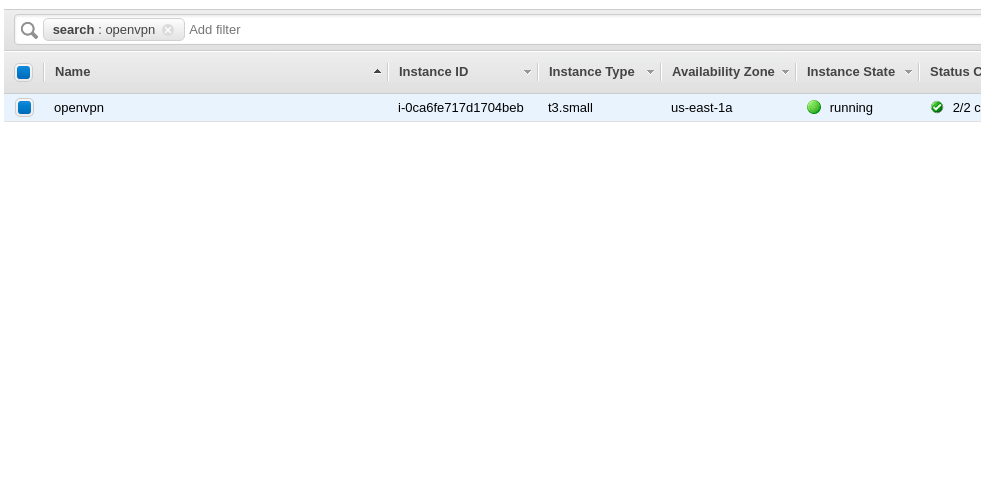 search : openvpn Add filter
Name Instance ID Instance Type Availability Zone Instance State Status C
openvpn i-0ca6fe717d1704beb t3.small us-east-1a running 2/2 c